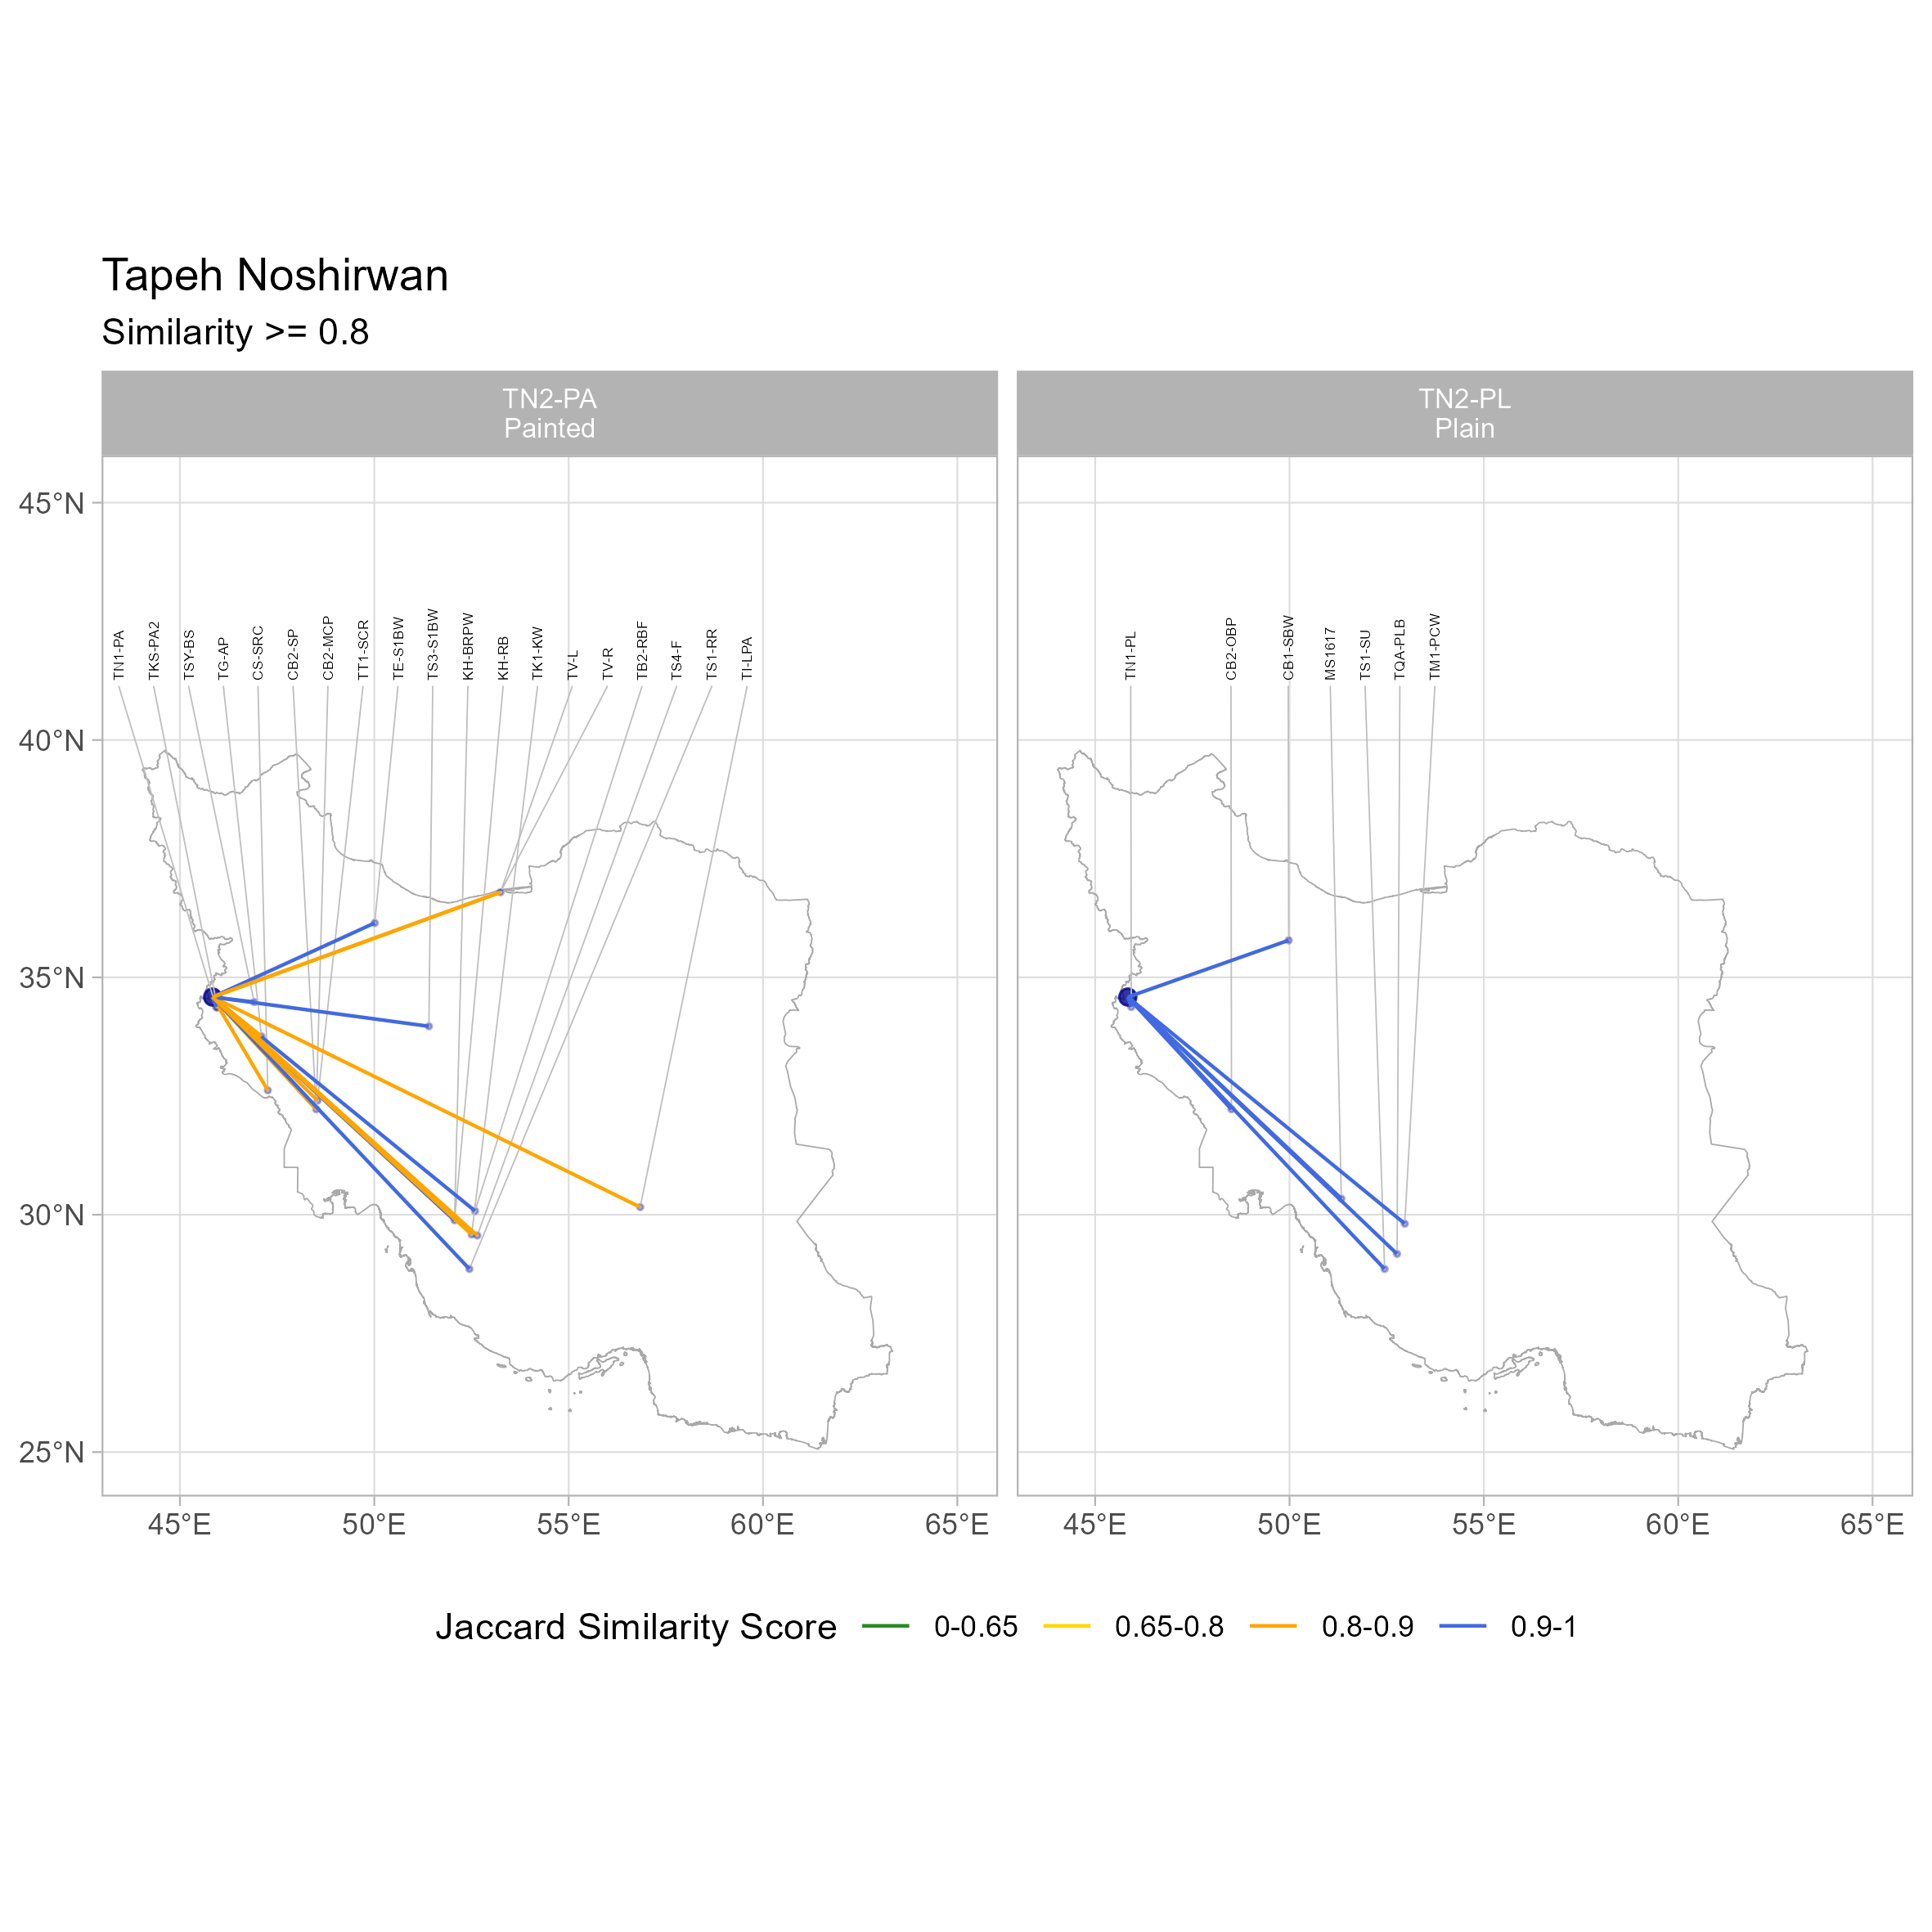 Tapeh Noshirwan
Similarity >= 0.8
TN2-PA
Painted
TN2-PL
Plain
45°N
40°N
35°N
30°N
25°N
TN1-PA
TKS-PA2
TSY-BS
TG-AP
CS-SRC
CB2-SP
CB2-MCP
TT1-SCR
TE-S1BW
TS3-S1BW
KH-BRPW
KH-RB
TK1-KW
TV-L
TV-R
TB2-RBF
TS4-F
TS1-RR
TI-LPA
TN1-PL
CB2-OBP
CB1-SBW
MS1617
TS1-SU
TQA-PLB
TM1-PCW
45°E 50°E 55°E 60°E 65°E
45°E 50°E 55°E 60°E 65°E
Jaccard Similarity Score 0-0.65 0.65-0.8 0.8-0.9 0.9-1